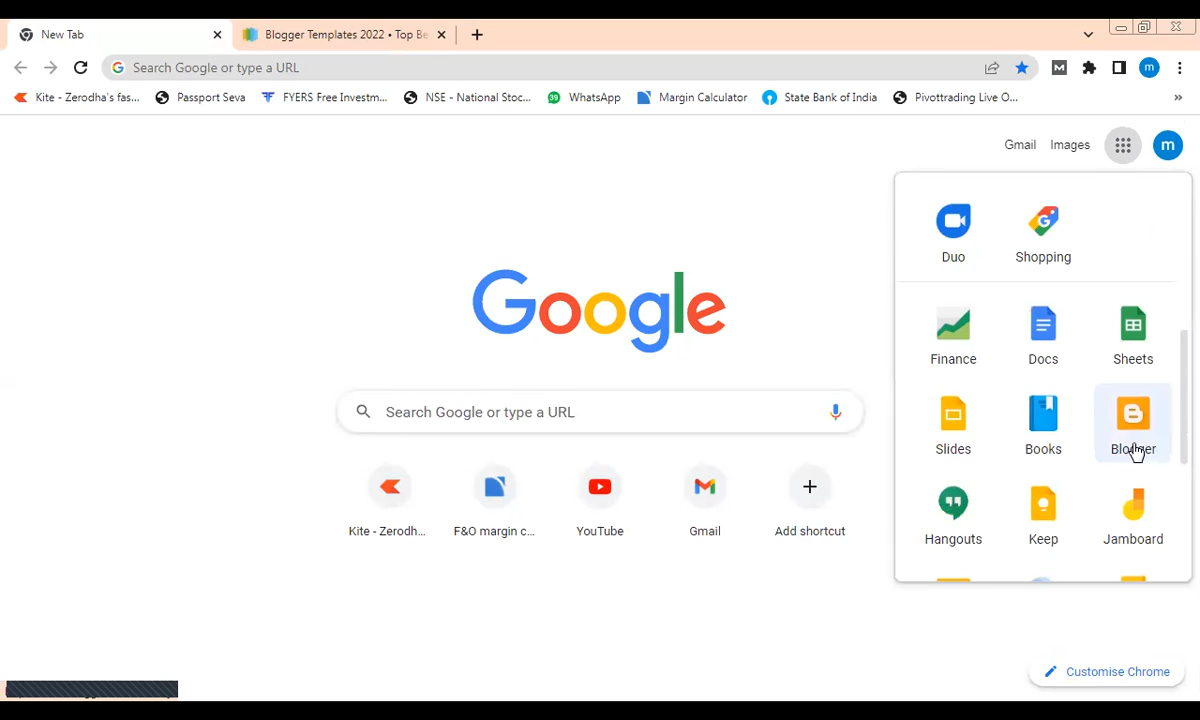 New Tab
Blogger Templates 2022 • Top Be
Search Google or type a URL
Kite - Zerodha's fas...
Passport Seva
FYERS Free Investm...
NSE - National Stoc...
WhatsApp
Margin Calculator
State Bank of India
Pivottrading Live O...
»
Gmail
Images
m
Duo
Shopping
Google
Finance
Docs
Sheets
Search Google or type a URL
Slides
Books
Blogger
Kite - Zerodh...
F&O margin c...
YouTube
Gmail
Add shortcut
Hangouts
Keep
Jamboard
Customise Chrome